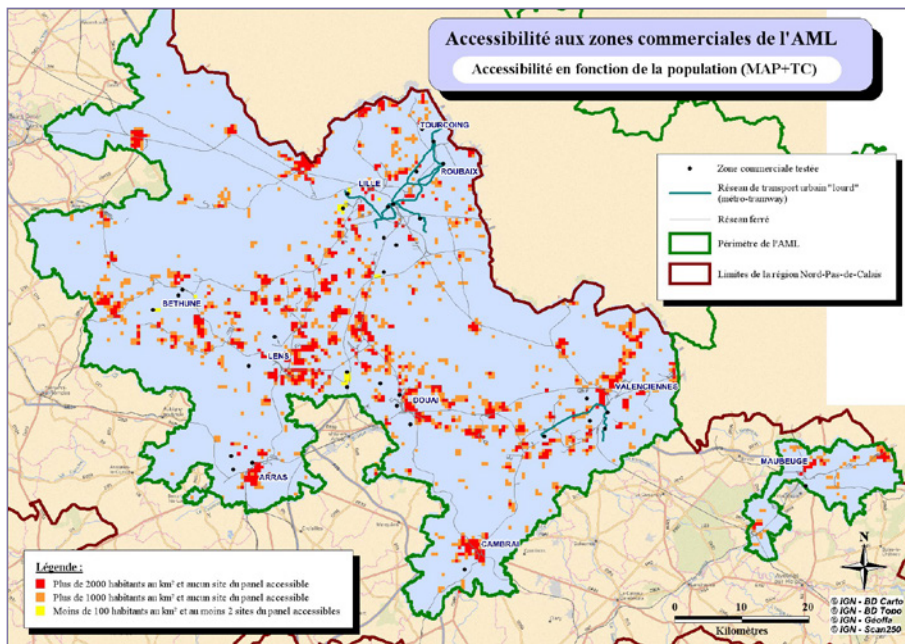 Accessibilité aux zones commerciales de l'AML
Accessibilité en fonction de la population (MAP+TC)
TOURCOING
ROUBAIX
LILLE
Zone commerciale testée
Réseau de transport urbain "lourd"
(métro-tramway)
Réseau ferré
Périmètre de l'AML
Limites de la région Nord-Pas-de-Calais
BETHUNE
LENS
DOUAI
VALENCIENNES
ARRAS
MAUBEUGE
CAMBRAI
Légende :
Plus de 2000 habitants au km² et aucun site du panel accessible
Plus de 1000 habitants au km² et aucun site du panel accessible
Moins de 100 habitants au km² et au moins 2 sites du panel accessibles
N
0 10 20
Kilomètres
© IGN - BD Carto
© IGN - BD Topo
© IGN - Géofla
© IGN - Scan250